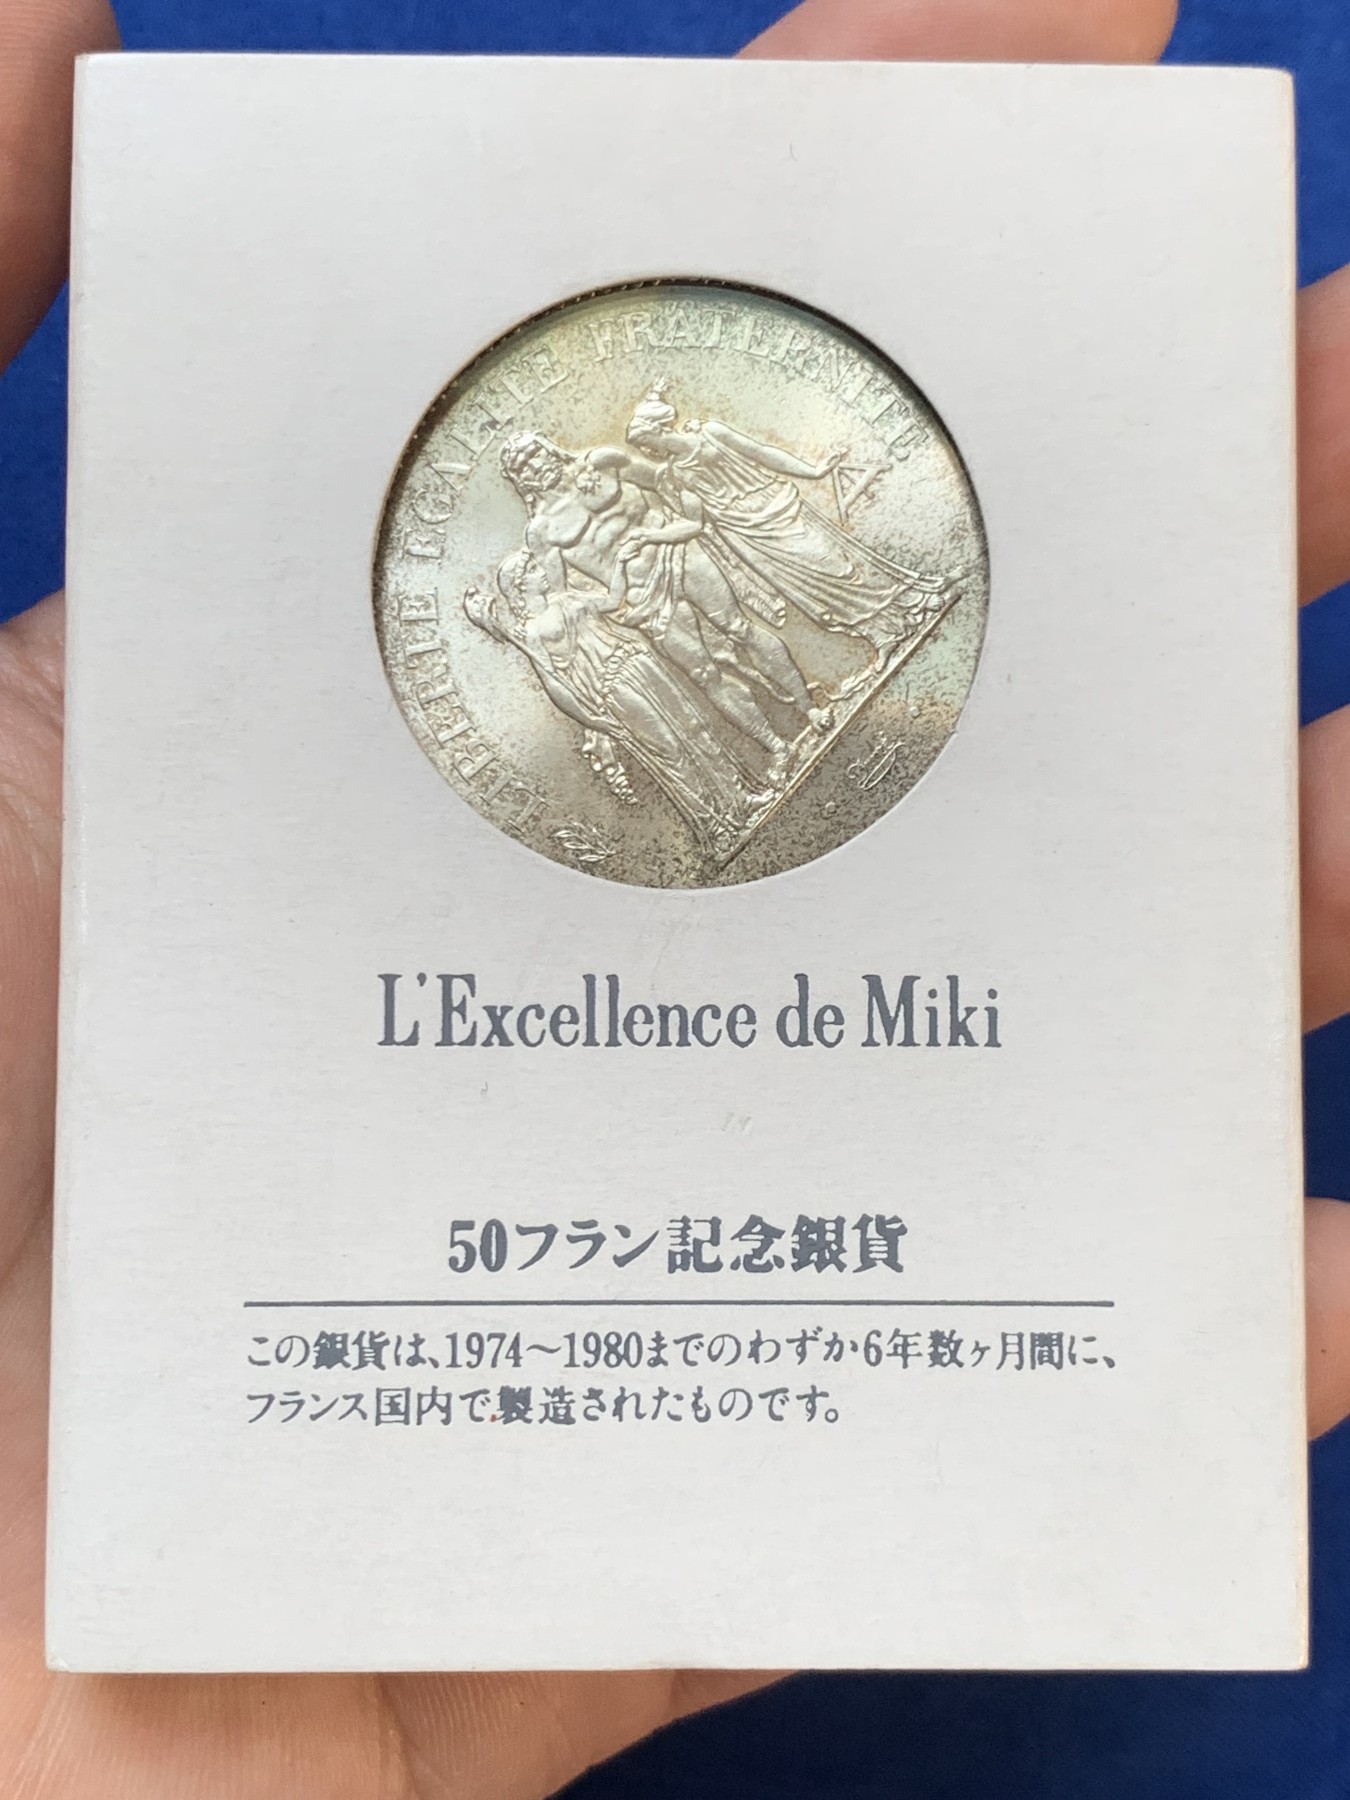 LIBERTE EGALITE FRATERNITE
L'Excellence de Miki
50フラン記念銀貨
この銀貨は、1974～1980までのわずか6年数ヶ月間に、
フランス国内で製造されたものです。